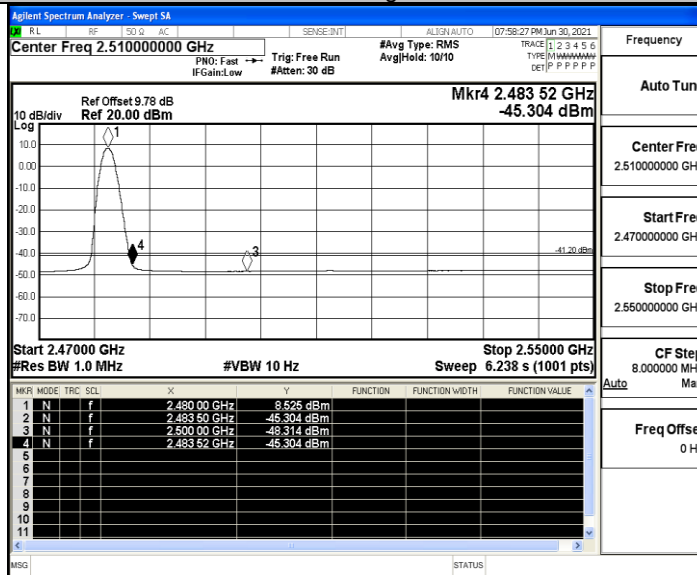 Agilent Spectrum Analyzer - Swept SA
RL RF 50 Ω AC SENSE:INT ALIGN AUTO 07:58:27 PM Jun 30, 2021
Center Freq 2.510000000 GHz
PNO: Fast
IFGain:Low
Trig: Free Run
#Atten: 30 dB
#Avg Type: RMS
Avg|Hold: 10/10
TRACE 1 2 3 4 5 6
TYPE MWWWWW
DET P P P P P P
Frequency
Ref Offset 9.78 dB
10 dB/div Ref 20.00 dBm
Log
Mkr4 2.483 52 GHz
-45.304 dBm
10.0
0.00
-10.0
-20.0
-30.0
-40.0
-50.0
-60.0
-70.0
1
4
3
-41.20 dBm
Start 2.47000 GHz
#Res BW 1.0 MHz
#VBW 10 Hz
Stop 2.55000 GHz
Sweep 6.238 s (1001 pts)
MKR MODE TRC SCL X Y FUNCTION FUNCTION WIDTH FUNCTION VALUE
1 N f 2.480 00 GHz 8.525 dBm
2 N f 2.483 50 GHz -45.304 dBm
3 N f 2.500 00 GHz -48.314 dBm
4 N f 2.483 52 GHz -45.304 dBm
5
6
7
8
9
10
11
MSG STATUS
Auto Tun
Center Fre
2.510000000 GH
Start Fre
2.470000000 GH
Stop Fre
2.550000000 GH
CF Ste
8.000000 MH
Auto Ma
Freq Offse
0 H